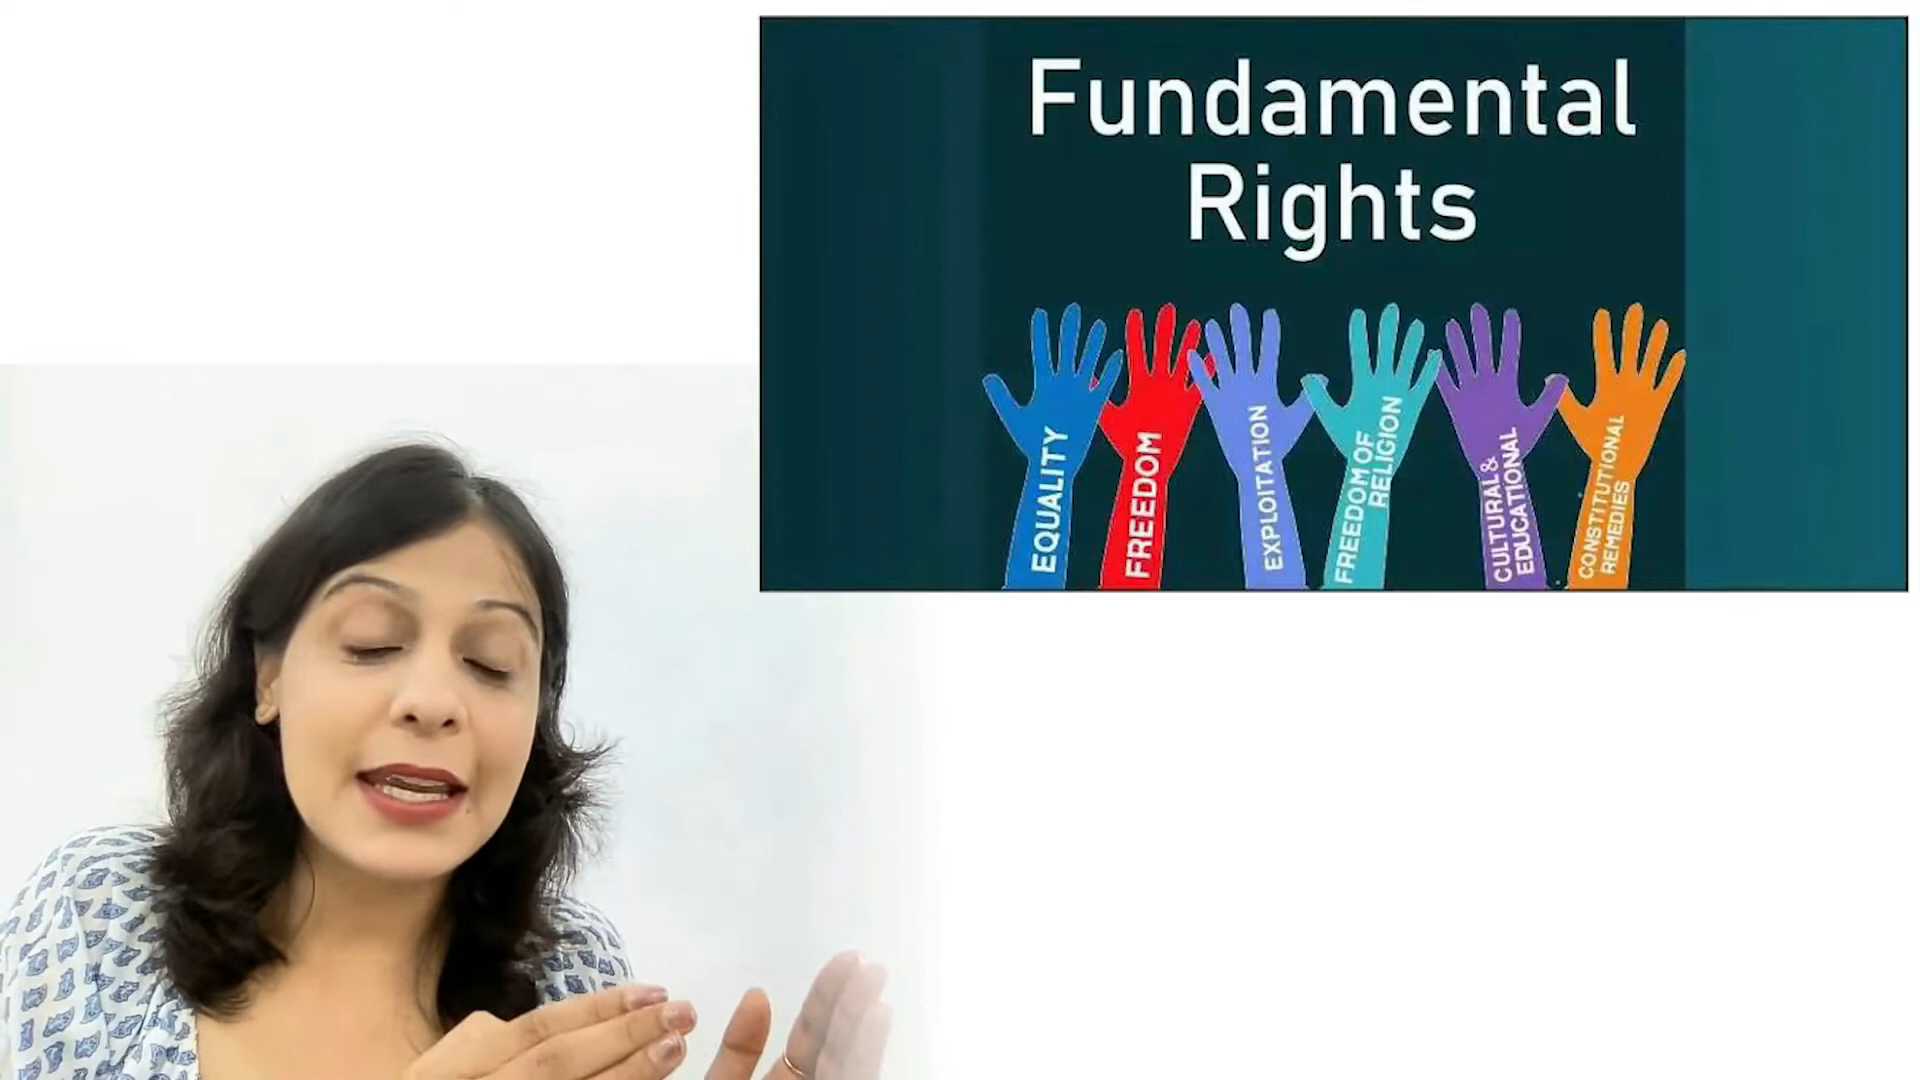 Fundamental
Rights
EQUALITY
FREEDOM
EXPLOITATION
FREEDOM OF
RELIGION
CULTURAL &
EDUCATIONAL
CONSTITUTIONAL
REMEDIES